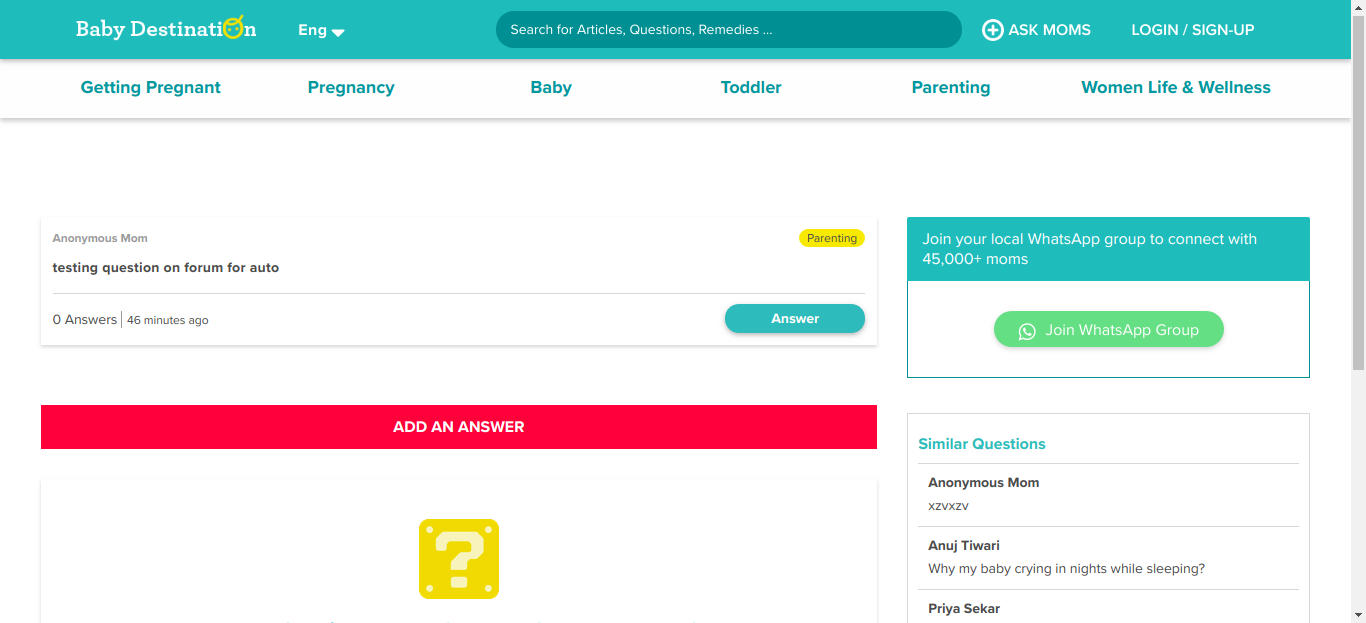 Baby Destination
Eng
Search for Articles, Questions, Remedies ...
ASK MOMS
LOGIN / SIGN-UP
Getting Pregnant
Pregnancy
Baby
Toddler
Parenting
Women Life & Wellness
Anonymous Mom
Parenting
testing question on forum for auto
0 Answers
46 minutes ago
Answer
ADD AN ANSWER
?
Join your local WhatsApp group to connect with
45,000+ moms
Join WhatsApp Group
Similar Questions
Anonymous Mom
xzvxzv
Anuj Tiwari
Why my baby crying in nights while sleeping?
Priya Sekar